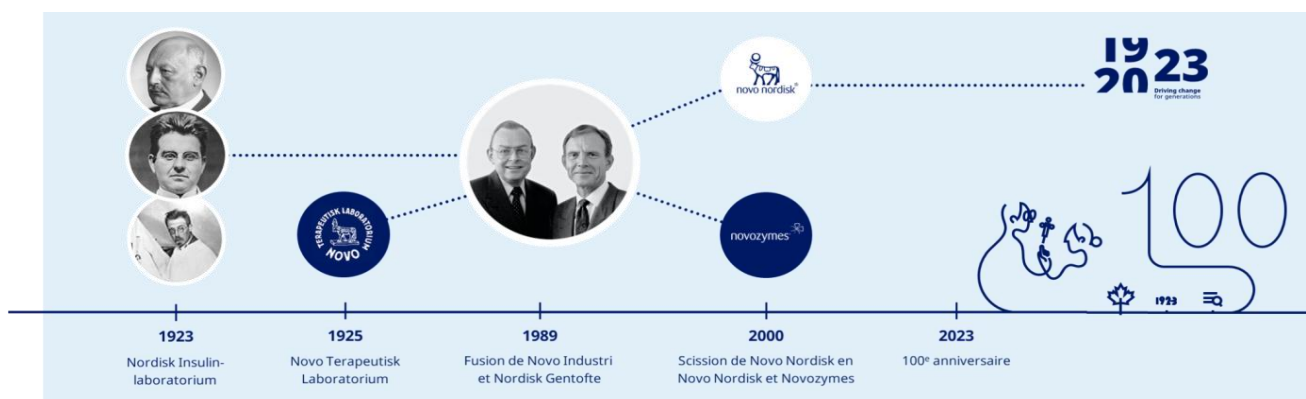 19
20
23
Driving change
for generations
novo nordisk®
TERAPEUTISK LABORATORIUM
NOVO
novozymes
100
1923
1923
Nordisk Insulin-
laboratorium
1925
Novo Terapeutisk
Laboratorium
1989
Fusion de Novo Industri
et Nordisk Gentofte
2000
Scission de Novo Nordisk en
Novo Nordisk et Novozymes
2023
100ᵉ anniversaire